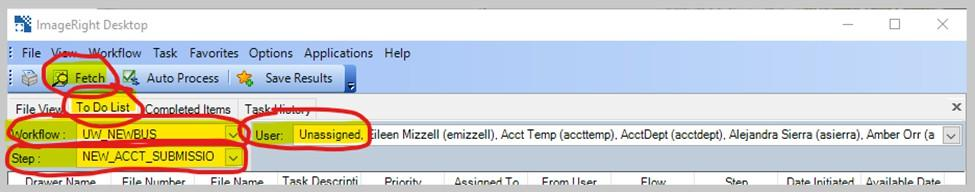 ImageRight Desktop
File View Workflow Task Favorites Options Applications Help
Fetch Auto Process Save Results
File View To Do List Completed Items Task History
Workflow : UW_NEWBUS User: Unassigned, Eileen Mizzell (emizzell), Acct Temp (accttemp), AcctDept (acctdept), Alejandra Sierra (asierra), Amber Orr (a
Step : NEW_ACCT_SUBMISSIO
Drawer Name File Number File Name Task Descripti Priority Assigned To From User Flow Step Date Initiated Available Date